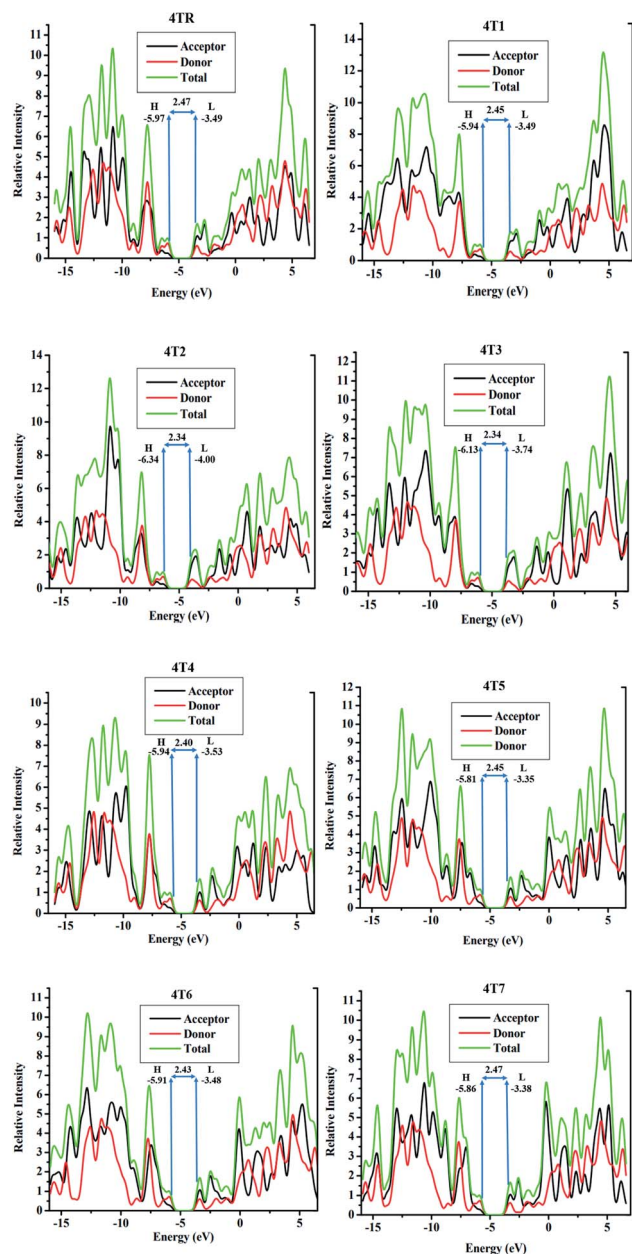 4TR
Acceptor
Donor
Total
H 2.47 L
-5.97 -3.49
11
10
9
8
7
6
5
4
3
2
1
0
Relative Intensity
-15 -10 -5 0 5
Energy (eV)
4T1
Acceptor
Donor
Total
H 2.45 L
-5.94 -3.49
14
12
10
8
6
4
2
0
Relative Intensity
-15 -10 -5 0 5
Energy (eV)
4T2
Acceptor
Donor
Total
2.34
H L
-6.34 -4.00
14
12
10
8
6
4
2
0
Relative Intensity
-15 -10 -5 0 5
Energy (eV)
4T3
Acceptor
Donor
Total
2.34
H L
-6.13 -3.74
12
11
10
9
8
7
6
5
4
3
2
1
0
Relative Intensity
-15 -10 -5 0 5
Energy (eV)
4T4
Acceptor
Donor
Total
H 2.40 L
-5.94 -3.53
10
9
8
7
6
5
4
3
2
1
0
Relative Intensity
-15 -10 -5 0 5
Energy (eV)
4T5
Acceptor
Donor
Donor
H 2.45 L
-5.81 -3.35
12
11
10
9
8
7
6
5
4
3
2
1
0
Relative Intensity
-15 -10 -5 0 5
Energy (eV)
4T6
Acceptor
Donor
Total
H 2.43 L
-5.91 -3.48
11
10
9
8
7
6
5
4
3
2
1
0
Relative Intensity
-15 -10 -5 0 5
Energy (eV)
4T7
Acceptor
Donor
Total
H 2.47 L
-5.86 -3.38
11
10
9
8
7
6
5
4
3
2
1
0
Relative Intensity
-15 -10 -5 0 5
Energy (eV)